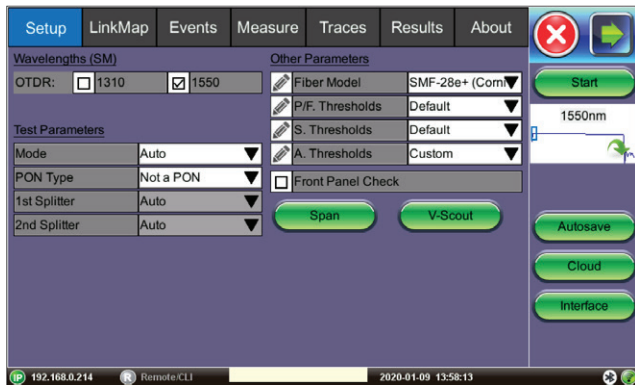 Setup LinkMap Events Measure Traces Results About
Wavelengths (SM)
OTDR: 1310 1550
Test Parameters
Mode Auto
PON Type Not a PON
1st Splitter Auto
2nd Splitter Auto
Other Parameters
Fiber Model SMF-28e+ (Corni
P/F. Thresholds Default
S. Thresholds Default
A. Thresholds Custom
Front Panel Check
Span V-Scout
Start
1550nm
Autosave
Cloud
Interface
IP 192.168.0.214 R Remote/CLI 2020-01-09 13:58:13